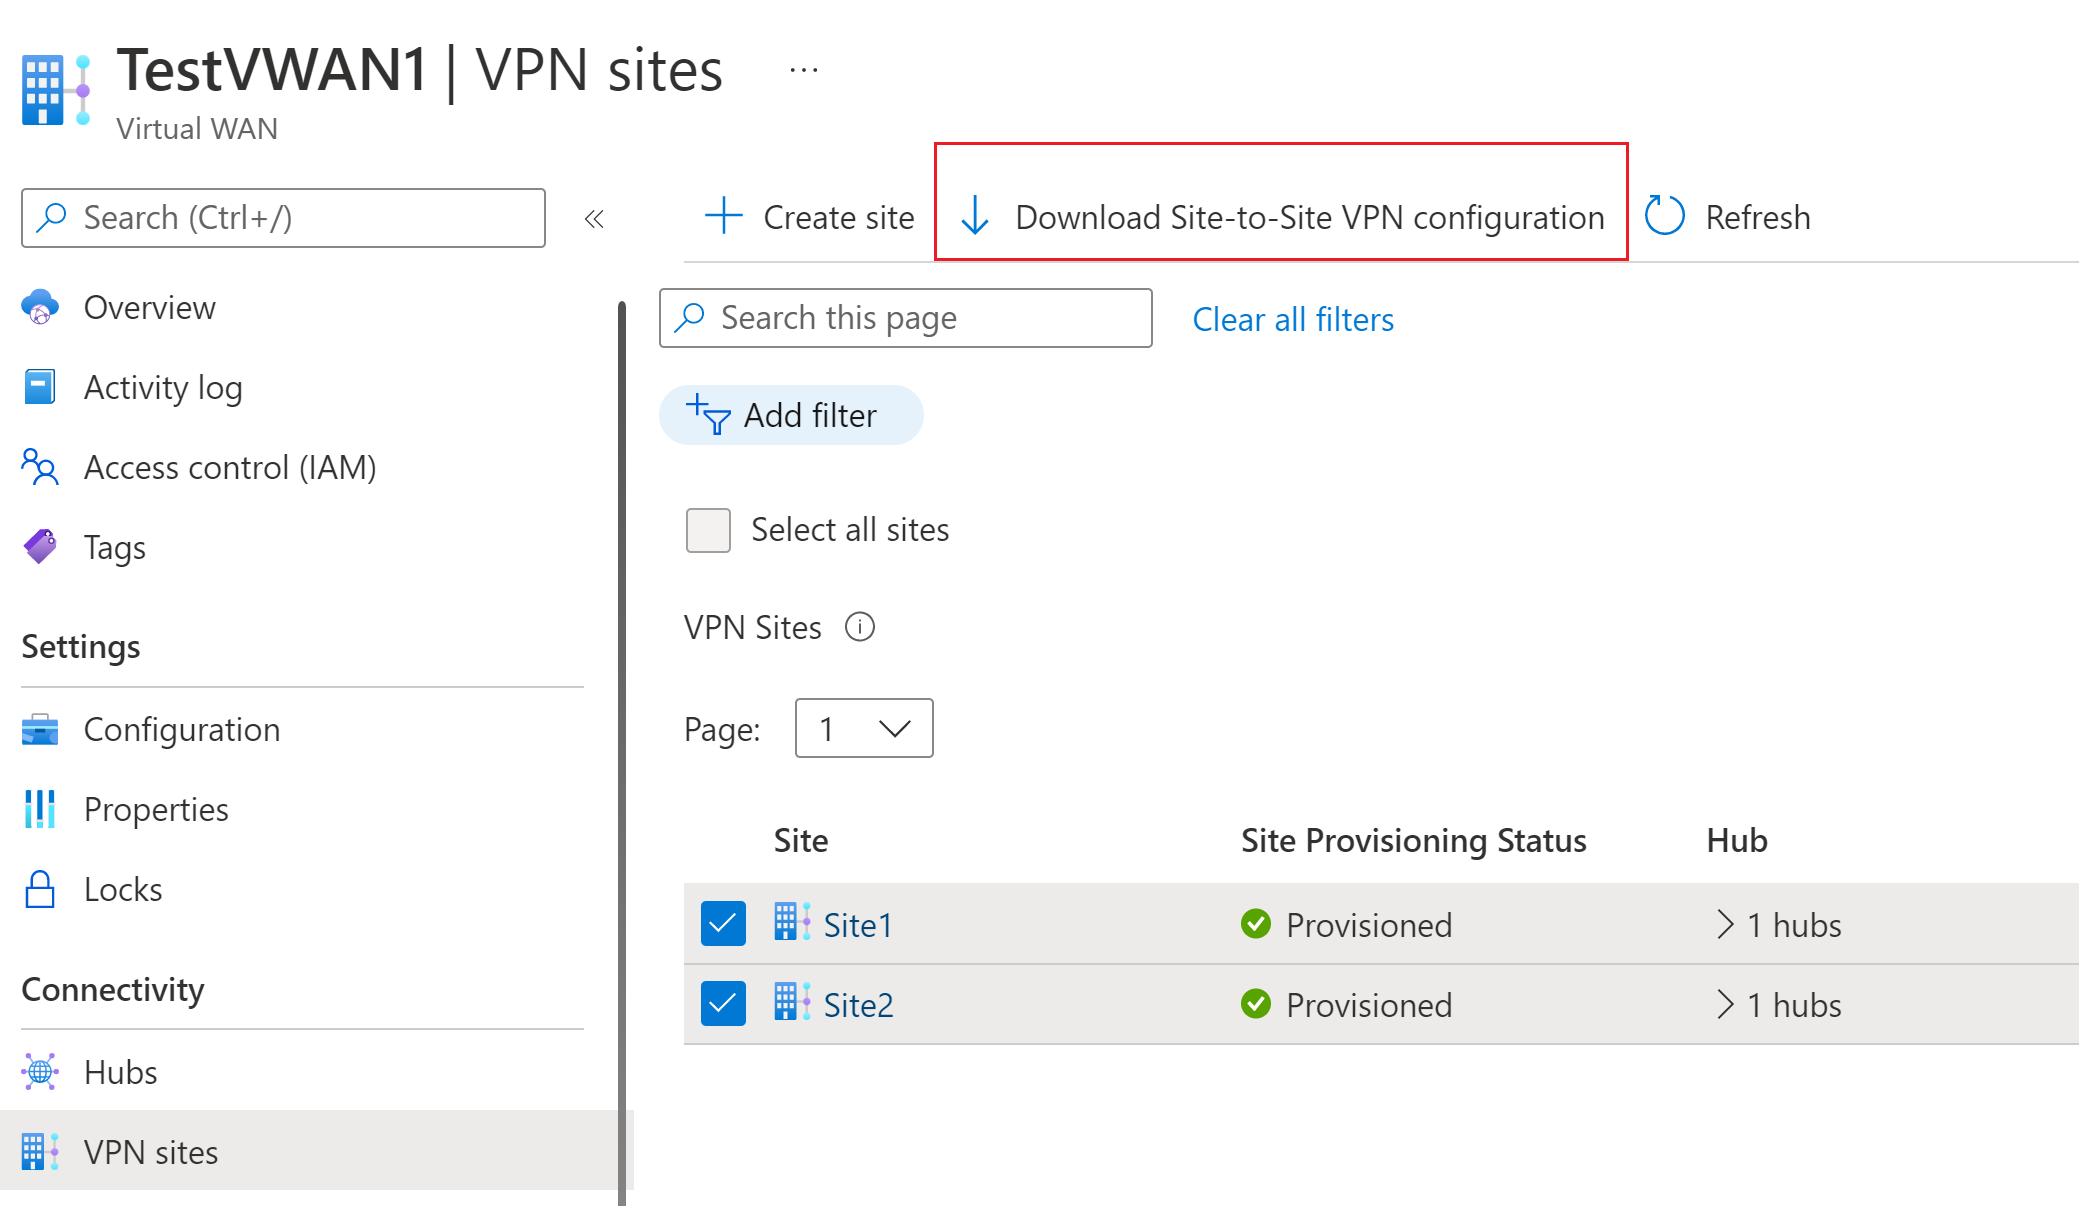 TestVWAN1 | VPN sites ...
Virtual WAN
Search (Ctrl+/)
«
Overview
Activity log
Access control (IAM)
Tags
Settings
Configuration
Properties
Locks
Connectivity
Hubs
VPN sites
Create site Download Site-to-Site VPN configuration Refresh
Search this page Clear all filters
Add filter
Select all sites
VPN Sites
Page: 1
Site Site Provisioning Status Hub
Site1 Provisioned 1 hubs
Site2 Provisioned 1 hubs